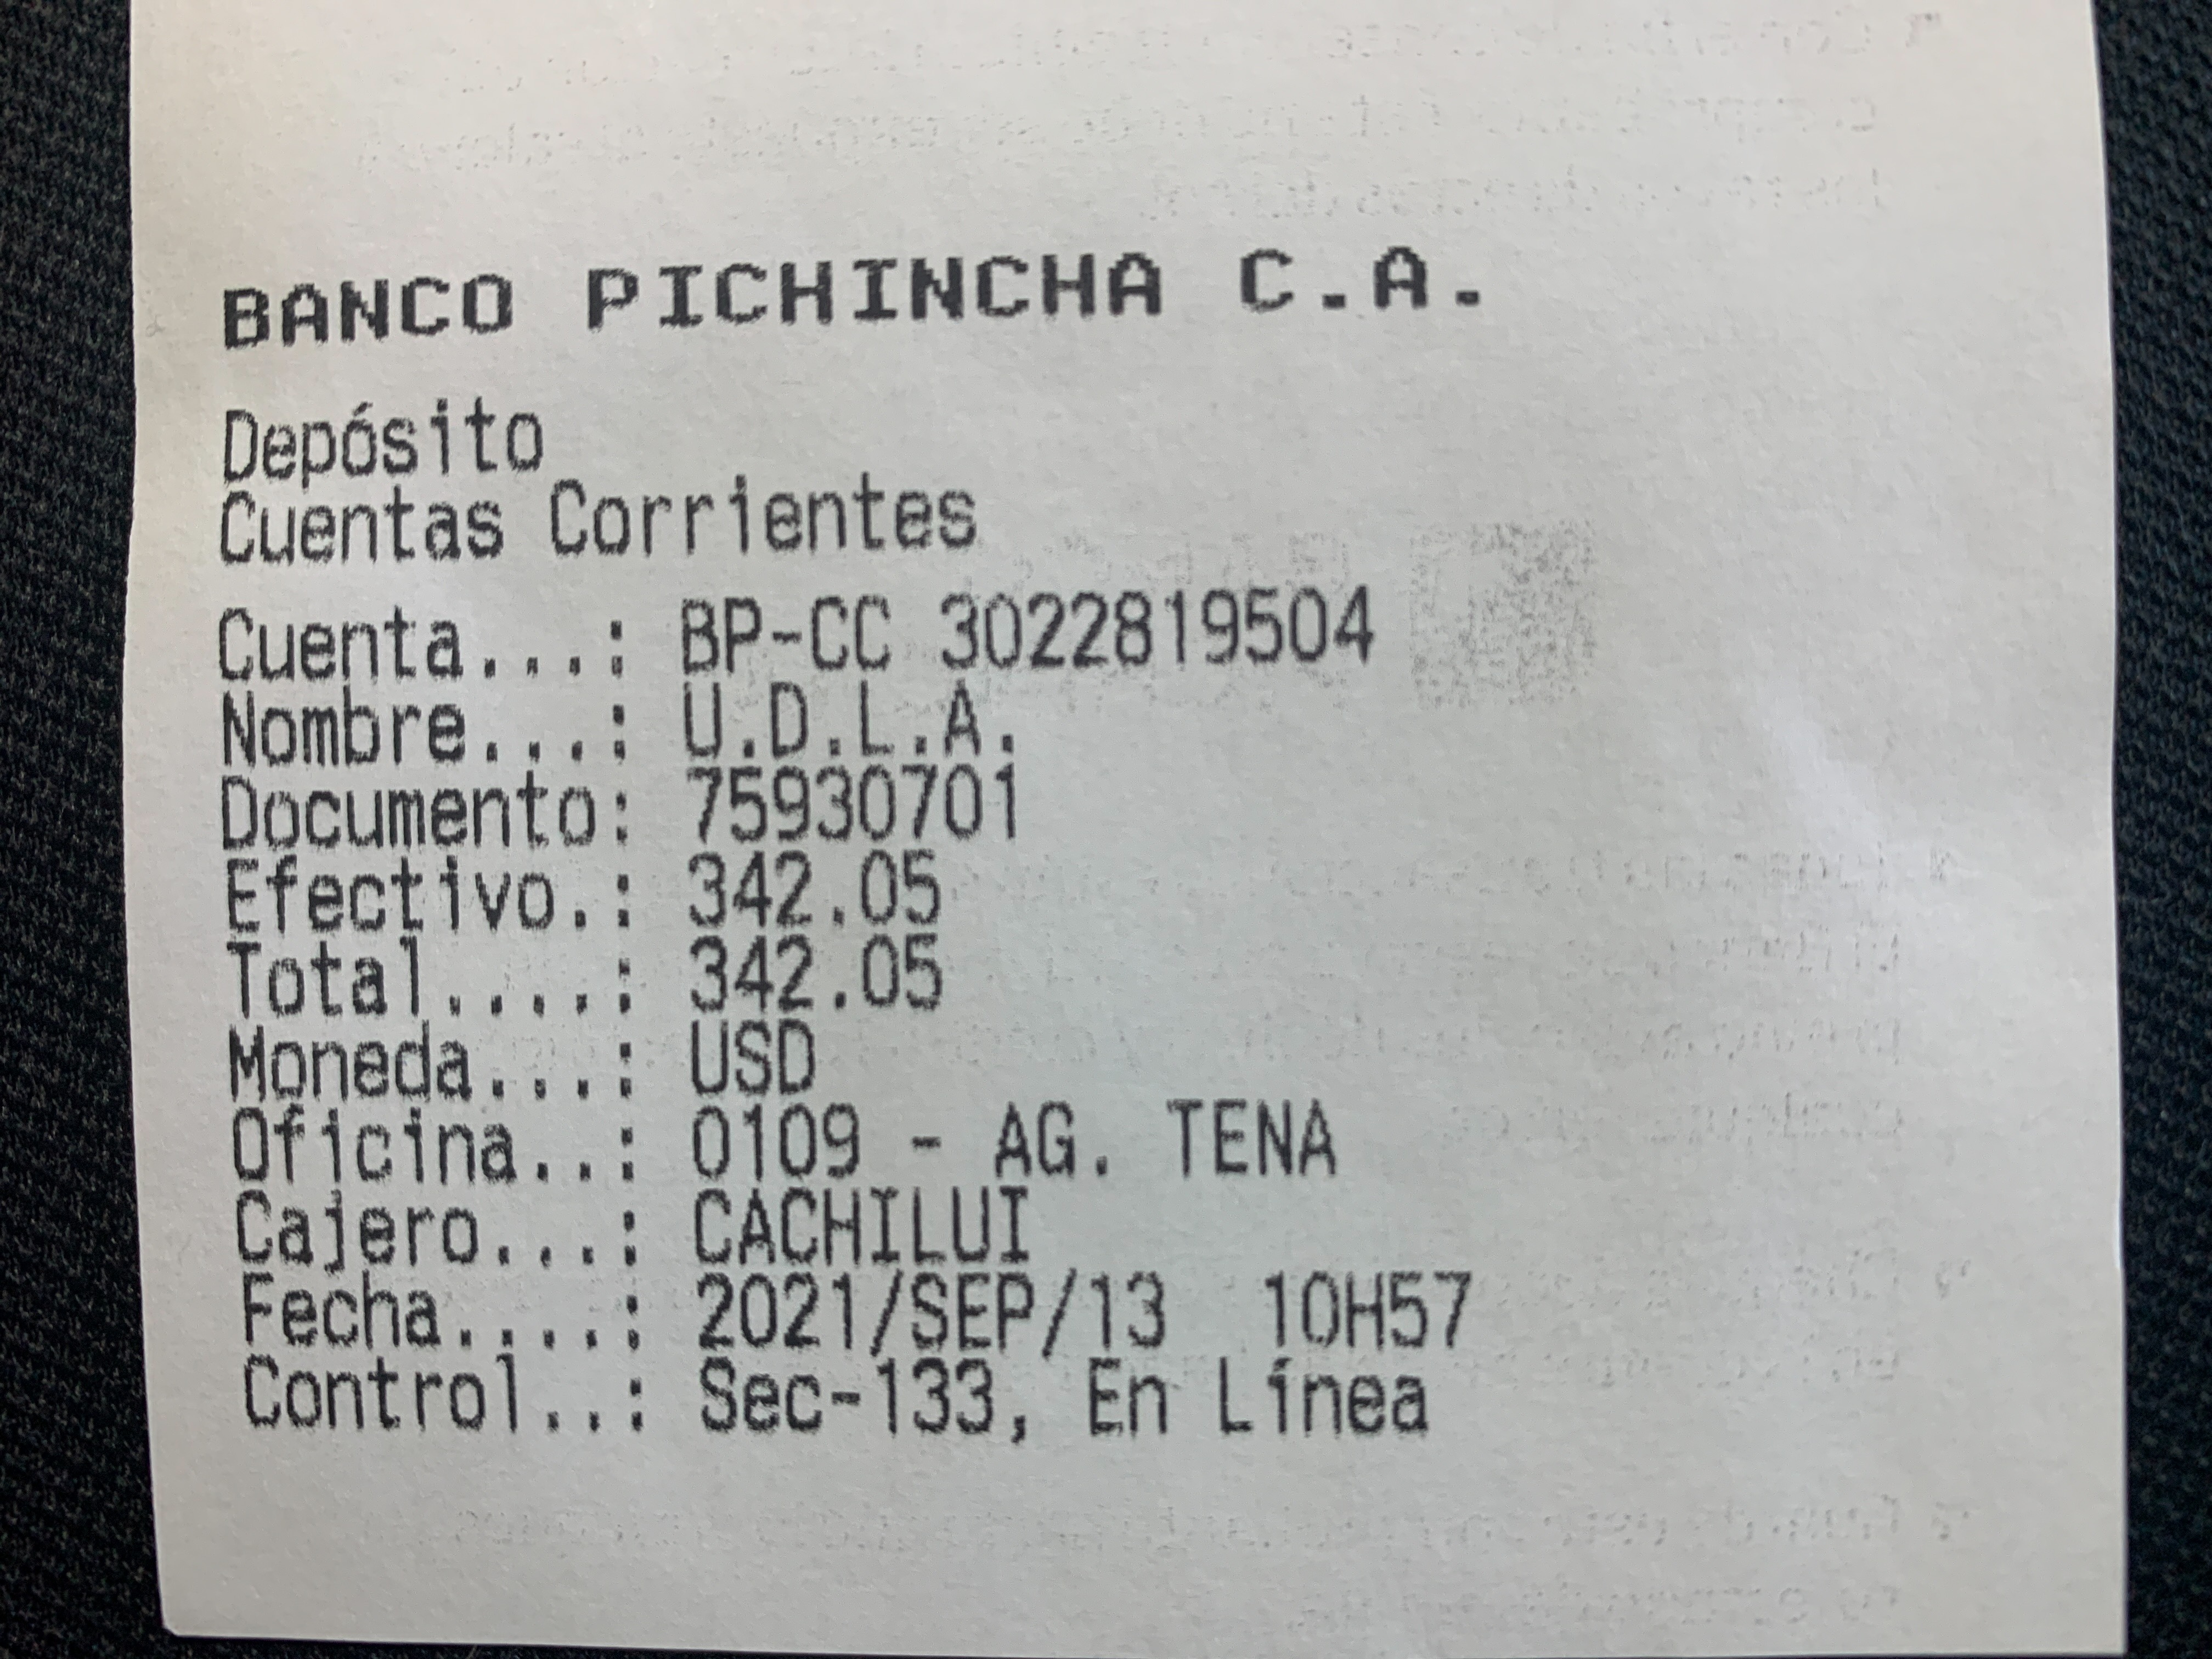 BANCO PICHINCHA C.A.
Depósito
Cuentas Corrientes
Cuenta...: BP-CC 3022819504
Nombre...: U.D.L.A.
Documento: 75930701
Efectivo.: 342.05
Total....: 342.05
Moneda...: USD
Oficina..: 0109 - AG. TENA
Cajero...: CACHILUI
Fecha....: 2021/SEP/13 10H57
Control..: Sec-133, En Línea